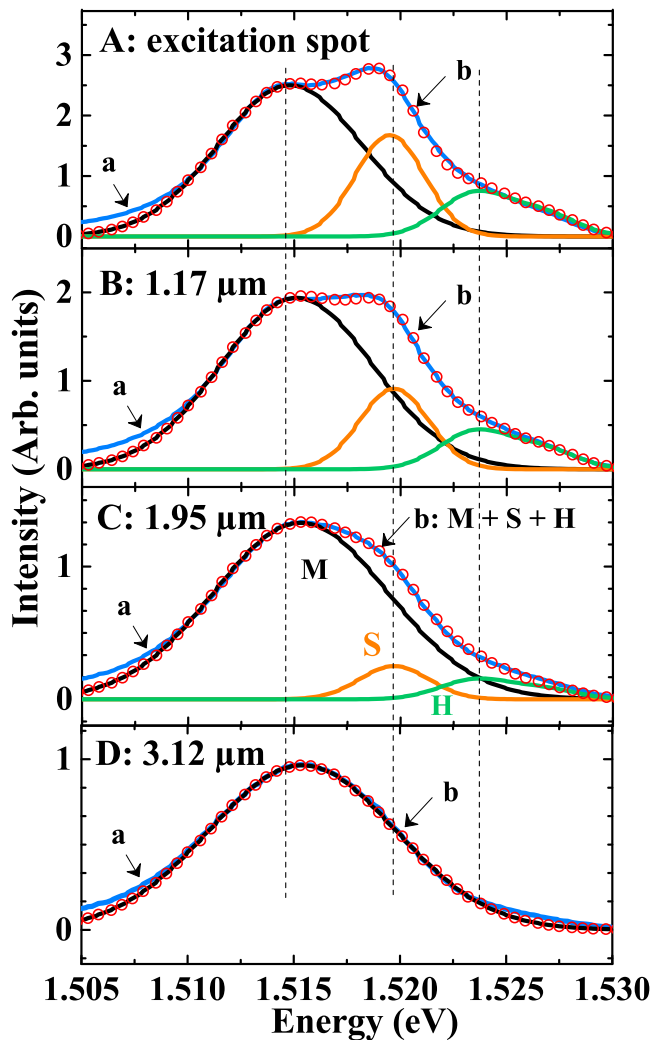 A: excitation spot
b
a
3
2
1
0
B: 1.17 µm
b
a
2
1
0
C: 1.95 µm
b: M + S + H
M
a
S
H
1
0
D: 3.12 µm
b
a
1
0
Intensity (Arb. units)
1.505 1.510 1.515 1.520 1.525 1.530
Energy (eV)